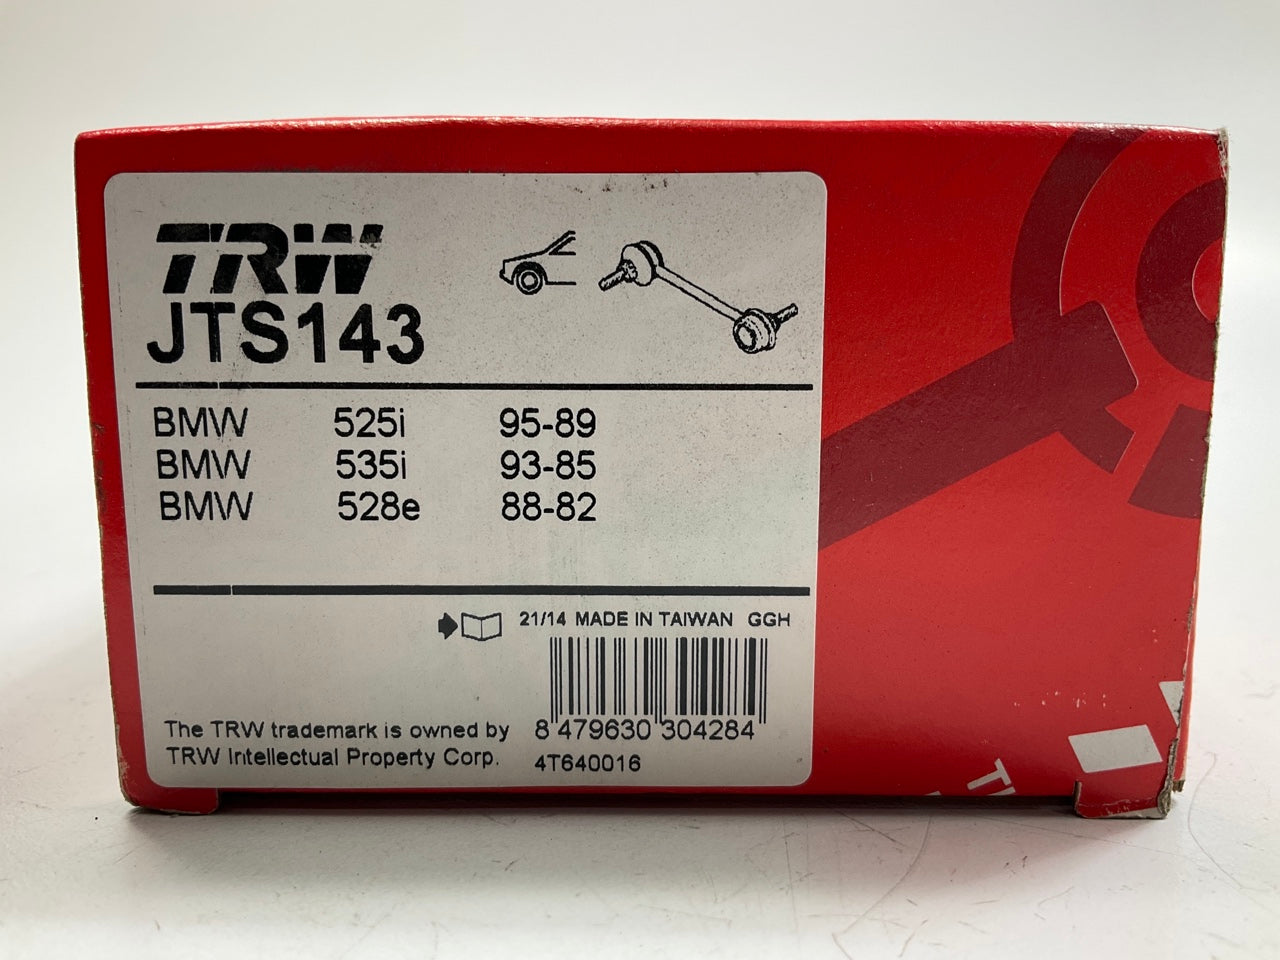 TRW
JTS143
BMW 525i 95-89
BMW 535i 93-85
BMW 528e 88-82
21/14 MADE IN TAIWAN GGH
8 479630 304284
The TRW trademark is owned by
TRW Intellectual Property Corp.
4T640016